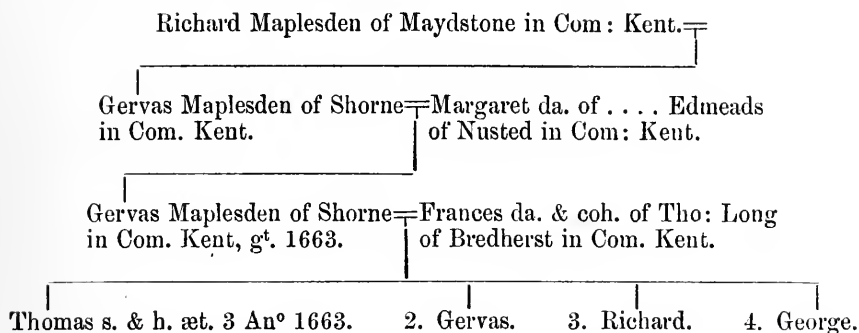 Richard Maplesden of Maydstone in Com: Kent.
Gervas Maplesden of Shorne Margaret da. of . . . . Edmeads
in Com. Kent. of Nusted in Com: Kent.
Gervas Maplesden of Shorne Frances da. & coh. of Tho: Long
in Com. Kent, gᵗ. 1663. of Bredherst in Com. Kent.
Thomas s. & h. æt. 3 Anº 1663. 2. Gervas. 3. Richard. 4. George.